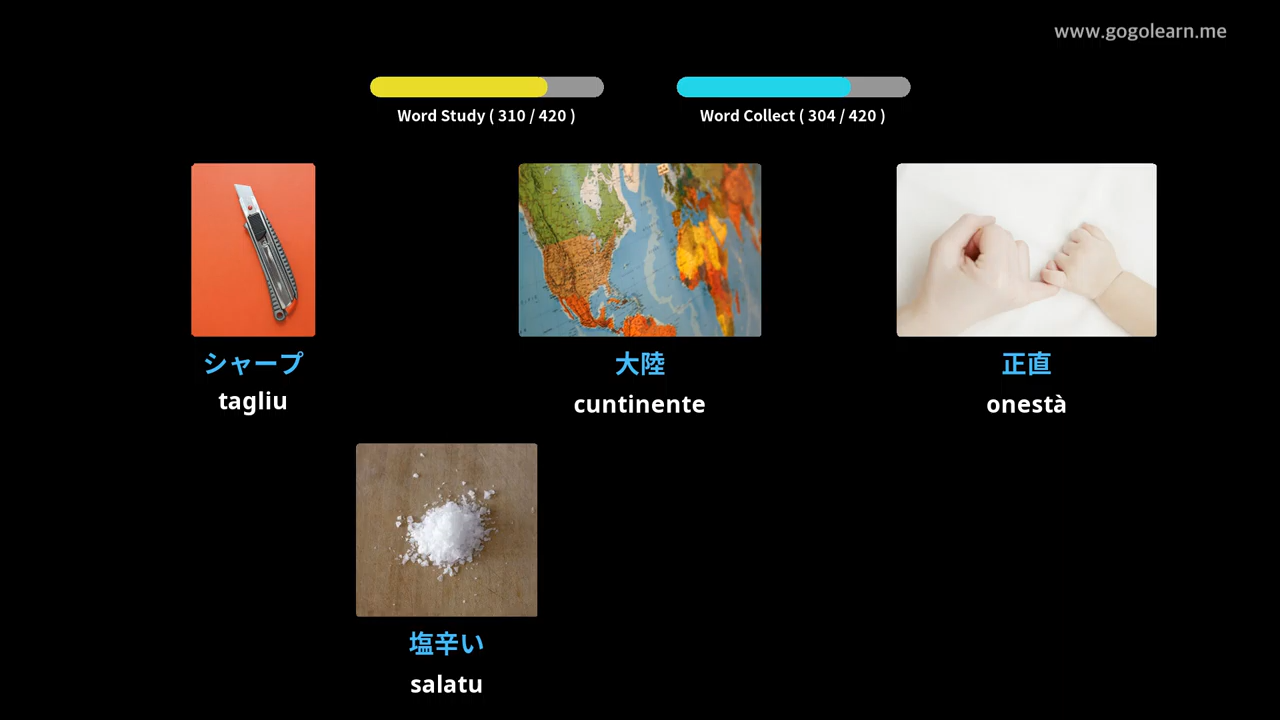 www.gogolearn.me
Word Study ( 310 / 420 )
Word Collect ( 304 / 420 )
シャープ
tagliu
大陸
cuntinente
正直
onestà
塩辛い
salatu